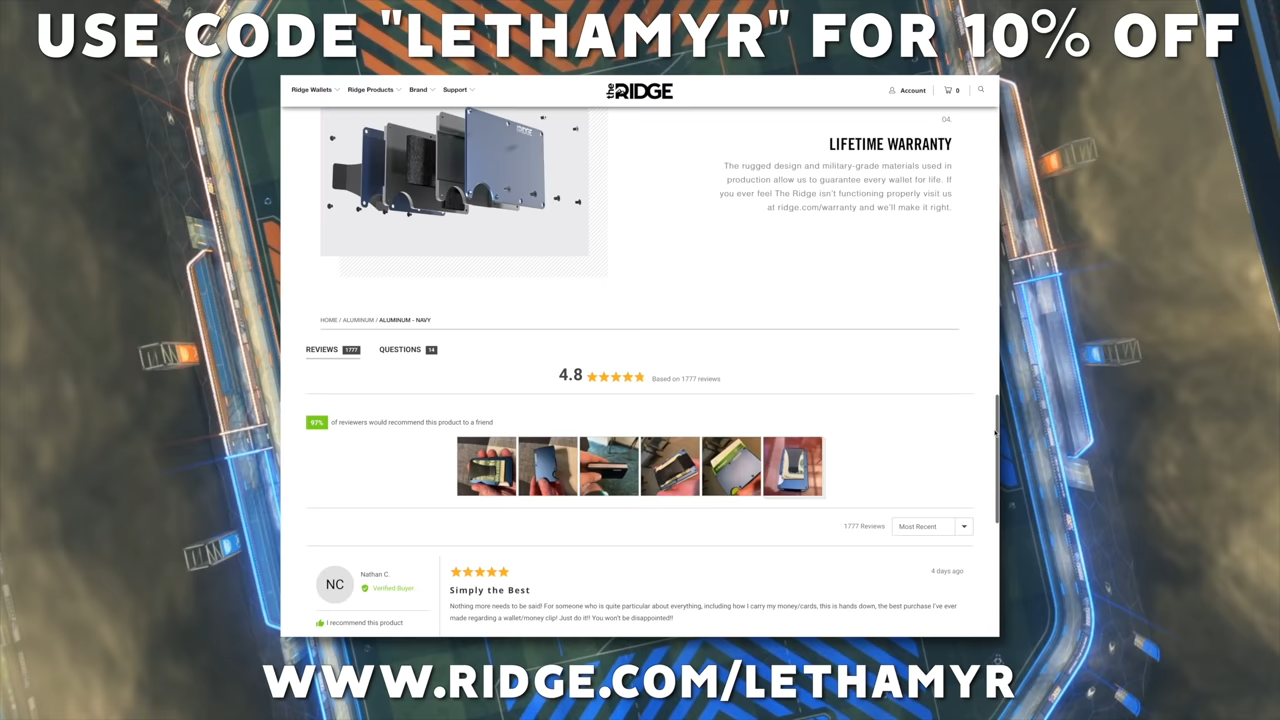 USE CODE "LETHAMYR" FOR 10% OFF
Ridge Wallets Ridge Products Brand Support
the RIDGE
Account 0
RIDGE
04.
LIFETIME WARRANTY
The rugged design and military-grade materials used in
production allow us to guarantee every wallet for life. If
you ever feel The Ridge isn't functioning properly visit us
at ridge.com/warranty and we'll make it right.
HOME / ALUMINUM / ALUMINUM - NAVY
REVIEWS 1777 QUESTIONS 14
4.8 Based on 1777 reviews
97% of reviewers would recommend this product to a friend
1777 Reviews Most Recent
NC
Nathan C.
Verified Buyer
I recommend this product
4 days ago
Simply the Best
Nothing more needs to be said! For someone who is quite particular about everything, including how I carry my money/cards, this is hands down, the best purchase I've ever
made regarding a wallet/money clip! Just do it!! You won't be disappointed!!
WWW.RIDGE.COM/LETHAMYR